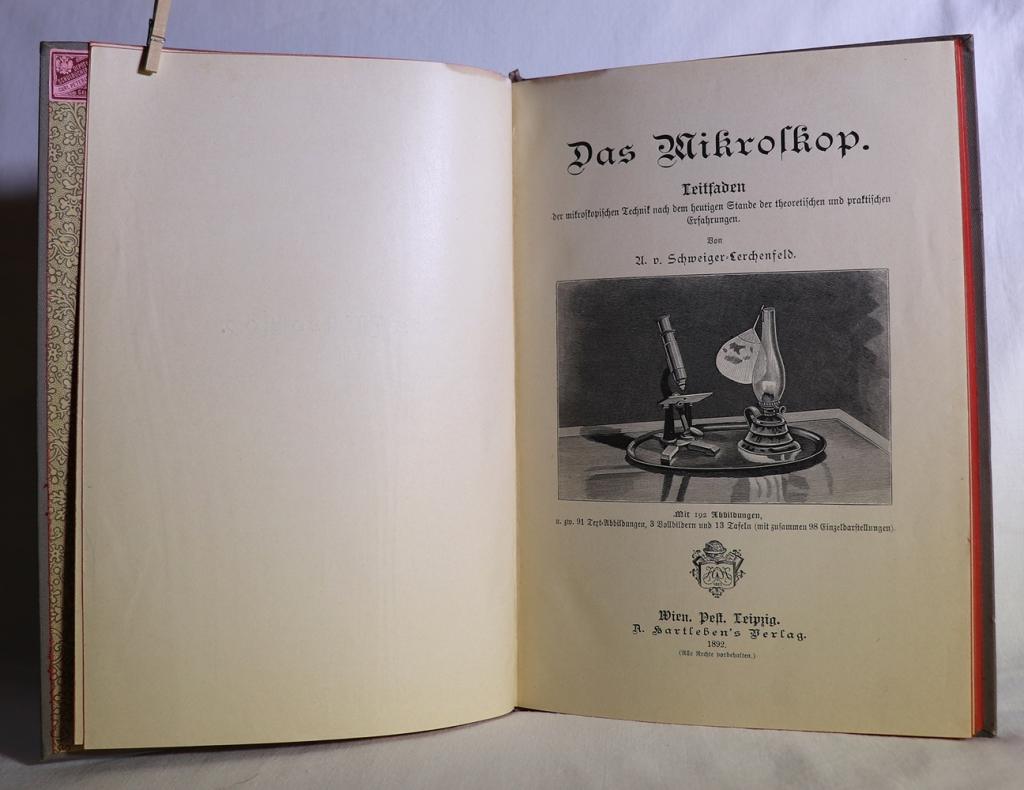 Das Mikroſkop.
Leitfaden
der mikroſkopiſchen Technik nach dem heutigen Stande der theoretiſchen und praktiſchen
Erfahrungen.
Von
A. v. Schweiger-Lerchenfeld.
Mit 192 Abbildungen,
u. zw. 91 Text-Abbildungen, 3 Vollbildern und 13 Tafeln (mit zuſammen 98 Einzeldarſtellungen).
Wien. Peſt. Leipzig.
A. Hartleben's Verlag.
1892.
(Alle Rechte vorbehalten.)